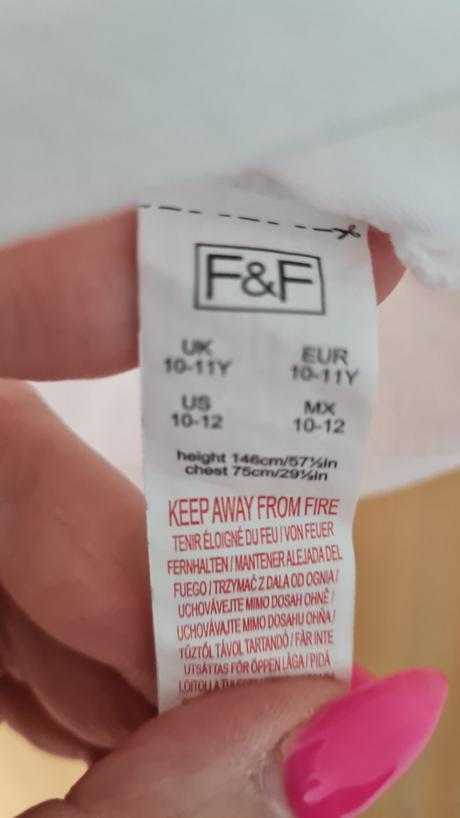 F&F
UK
10-11Y
EUR
10-11Y
US
10-12
MX
10-12
height 146cm/57½in
chest 75cm/29½in
KEEP AWAY FROM FIRE
TENIR ÉLOIGNÉ DU FEU / VON FEUER
FERNHALTEN / MANTENER ALEJADA DEL
FUEGO / TRZYMAĆ Z DALA OD OGNIA /
UCHOVÁVEJTE MIMO DOSAH OHNĚ /
UCHOVÁVAJTE MIMO DOSAHU OHŇA /
TŰZTŐL TÁVOL TARTANDÓ / FÅR INTE
UTSÄTTAS FÖR ÖPPEN LÅGA / PIDÄ